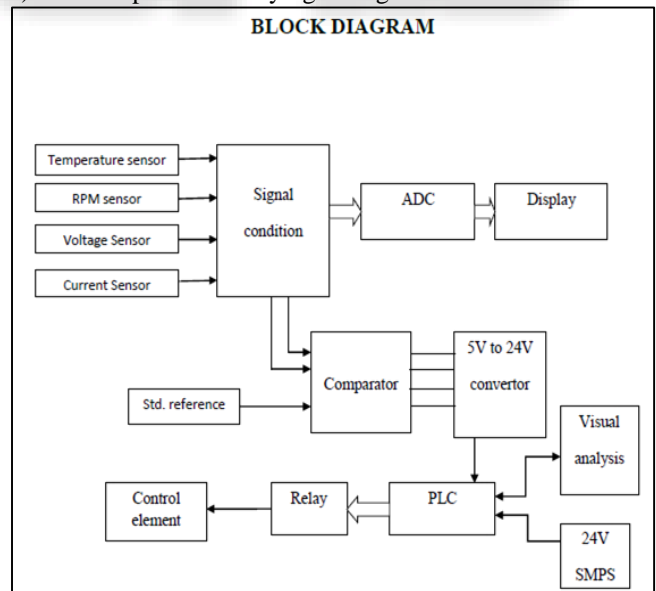 BLOCK DIAGRAM
Temperature sensor
RPM sensor
Voltage Sensor
Current Sensor
Signal
condition
ADC
Display
Std. reference
Comparator
5V to 24V
convertor
Visual
analysis
Control
element
Relay
PLC
24V
SMPS